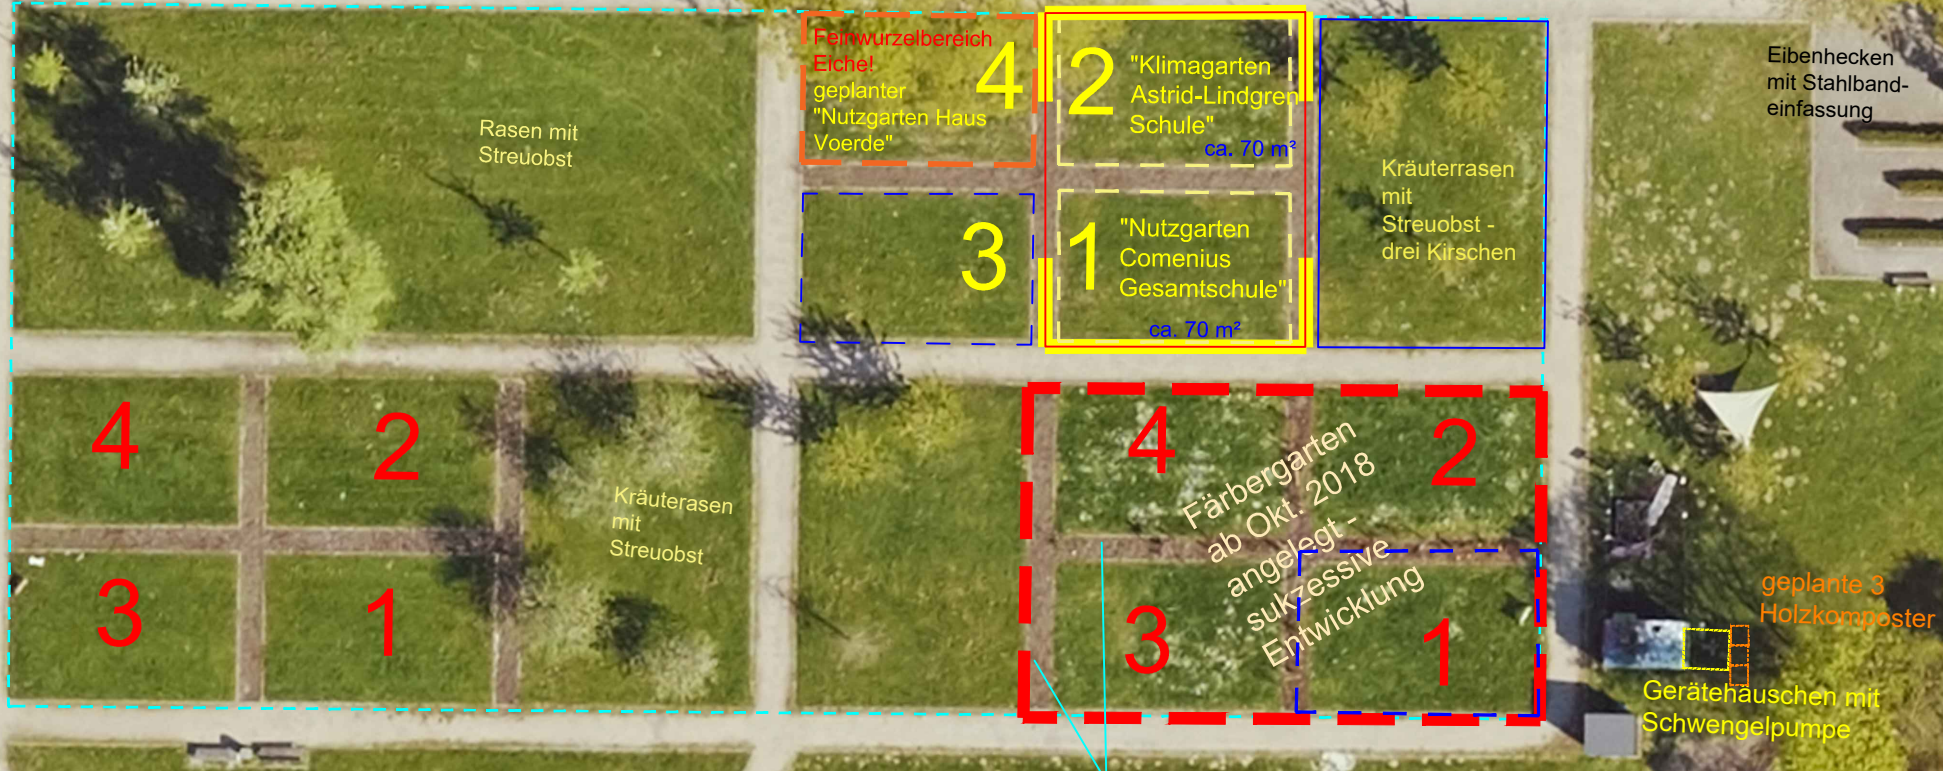 Rasen mit
Streuobst
Feinwurzelbereich
Eiche!
geplanter
"Nutzgarten Haus
Voerde"
4
2
"Klimagarten
Astrid-Lindgren
Schule"
ca. 70 m²
3
1
"Nutzgarten
Comenius
Gesamtschule"
ca. 70 m²
Kräuterrasen
mit
Streuobst -
drei Kirschen
Eibenhecken
mit Stahlband-
einfassung
4
2
3
1
Kräuterasen
mit
Streuobst
4
2
3
1
Färbergarten
ab Okt. 2018
angelegt -
sukzessive
Entwicklung
geplante 3
Holzkomposter
Gerätehäuschen mit
Schwengelpumpe